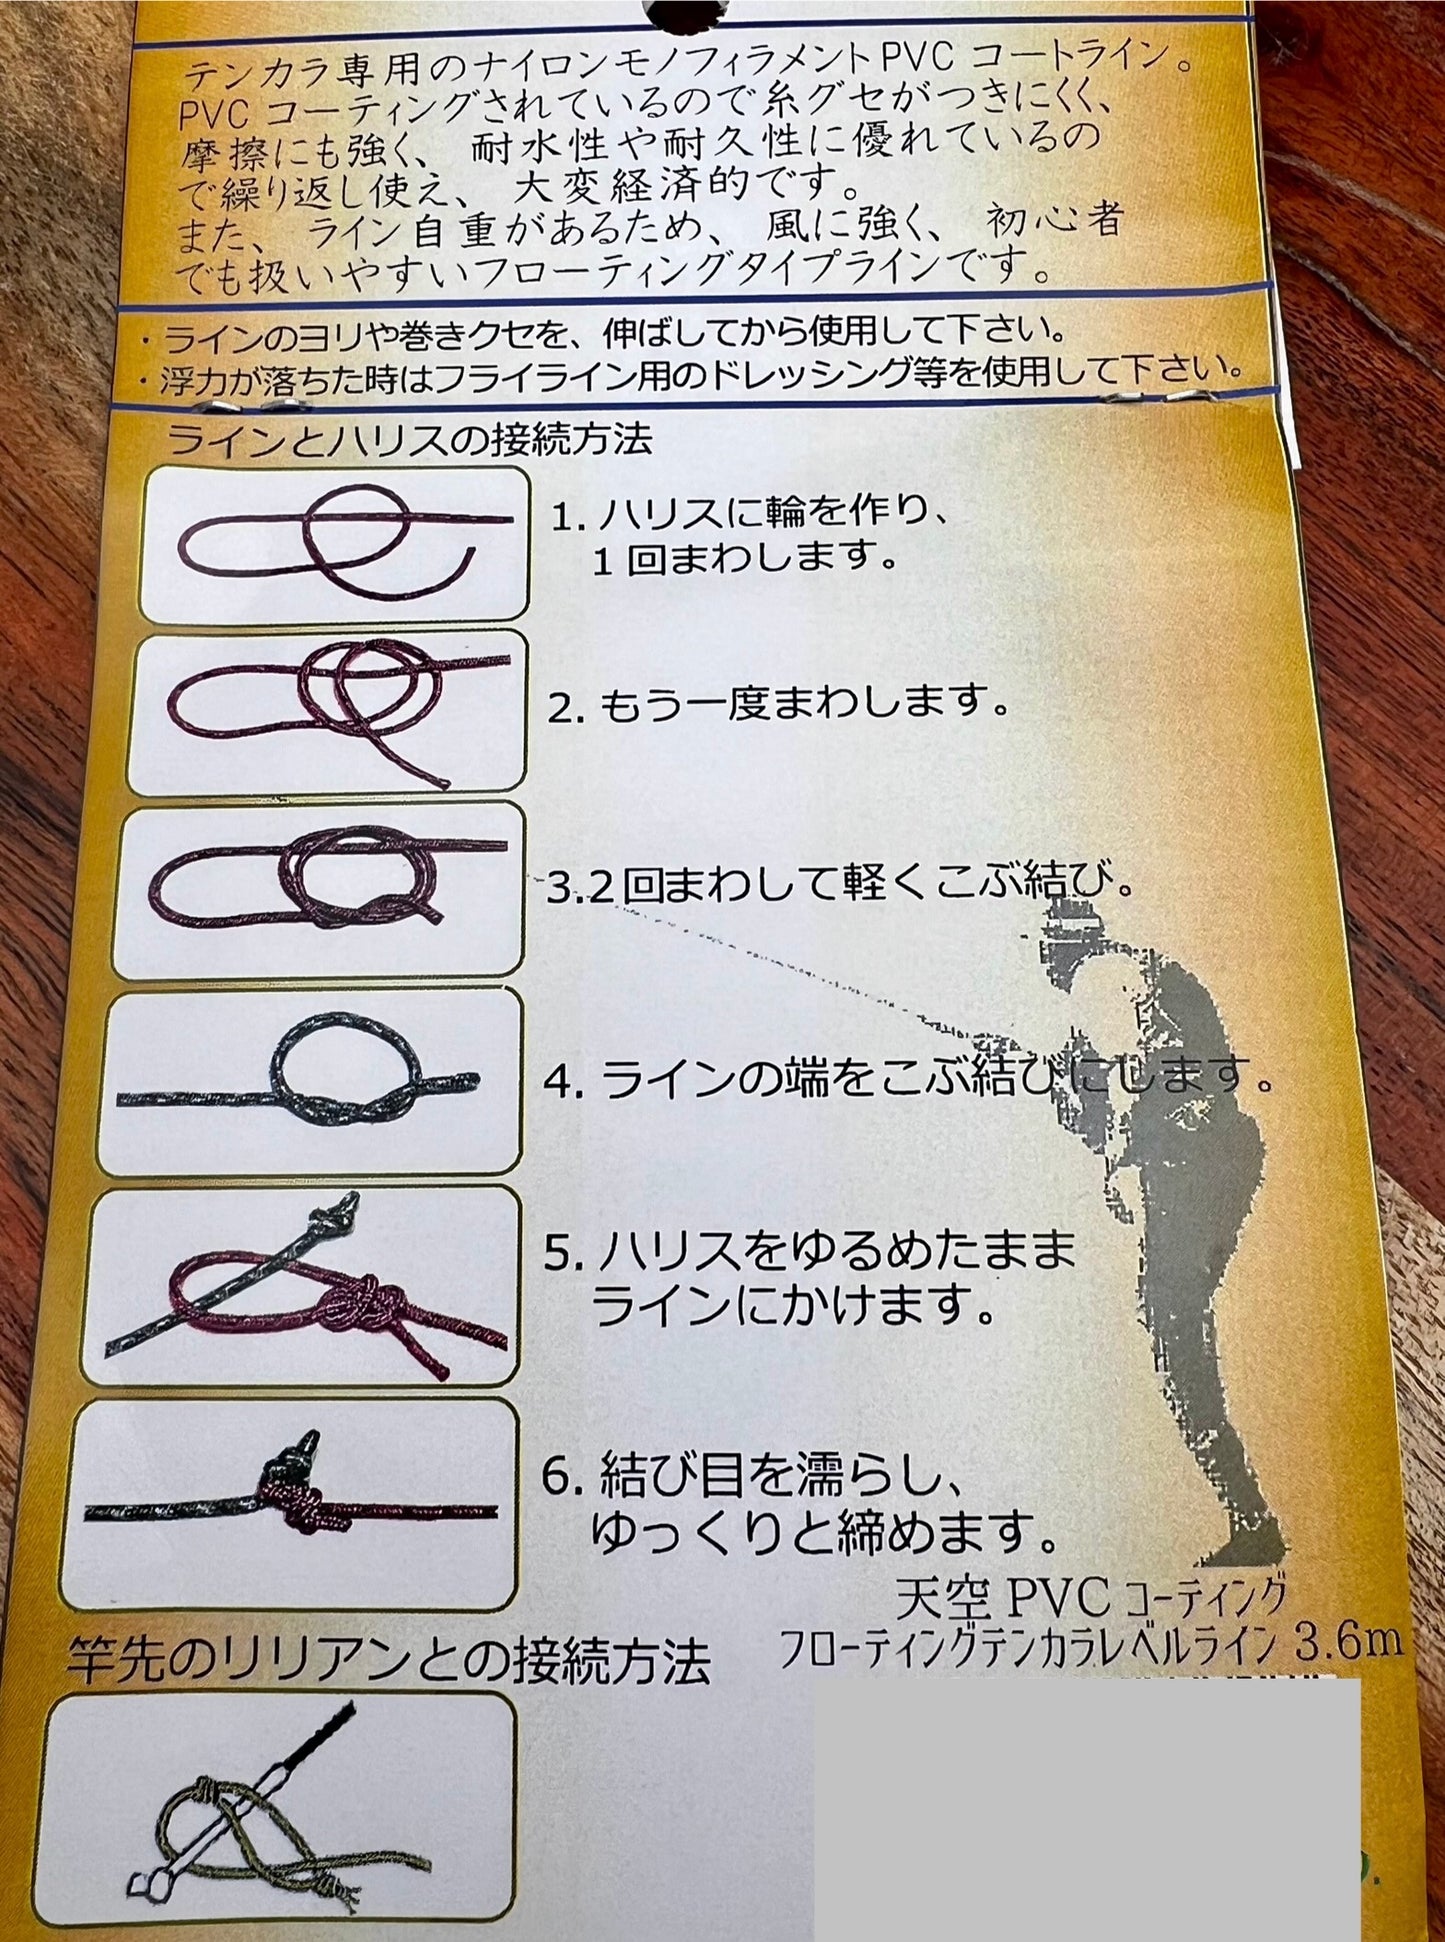 テンカラ専用のナイロンモノフィラメントPVC コートライン。
PVC コーティングされているので糸グセがつきにくく、
摩擦にも強く、 耐水性や耐久性に優れているの
で繰り返し使え、 大変経済的です。
また、 ライン自重があるため、 風に強く、 初心者
でも扱いやすいフローティングタイプラインです。
・ラインのヨリや巻きクセを、伸ばしてから使用して下さい。
・浮力が落ちた時はフライライン用のドレッシング等を使用して下さい。
ラインとハリスの接続方法
1. ハリスに輪を作り、
1回まわします。
2. もう一度まわします。
3.2回まわして軽くこぶ結び。
4. ラインの端をこぶ結びにします。
5. ハリスをゆるめたまま
ラインにかけます。
6. 結び目を濡らし、
ゆっくりと締めます。
天空 PVC コーティング
フローティングテンカラレベルライン 3.6m
竿先のリリアンとの接続方法